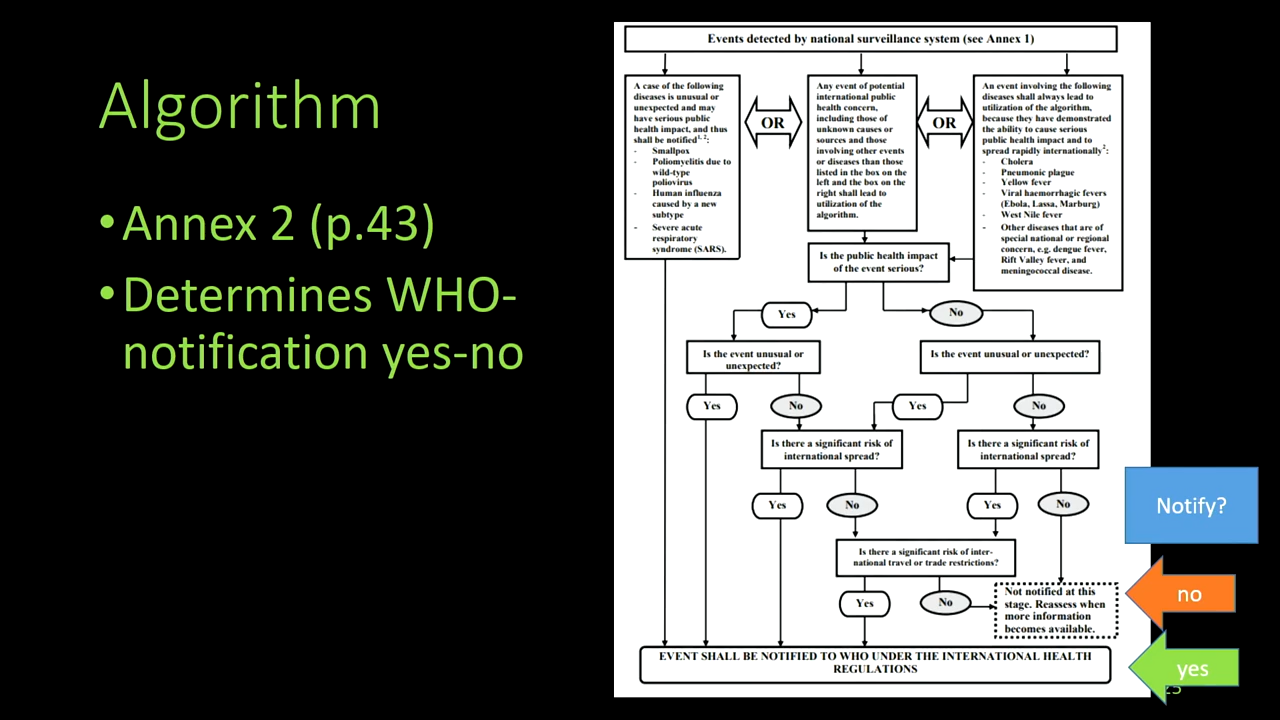 Algorithm
•Annex 2 (p.43)
•Determines WHO-
notification yes-no
Events detected by national surveillance system (see Annex 1)
A case of the following
diseases is unusual or
unexpected and may
have serious public
health impact, and thus
shall be notified1, 2:
- Smallpox
- Poliomyelitis due to
wild-type
poliovirus
- Human influenza
caused by a new
subtype
- Severe acute
respiratory
syndrome (SARS).
OR
Any event of potential
international public
health concern,
including those of
unknown causes or
sources and those
involving other events
or diseases than those
listed in the box on the
left and the box on the
right shall lead to
utilization of the
algorithm.
OR
An event involving the following
diseases shall always lead to
utilization of the algorithm,
because they have demonstrated
the ability to cause serious
public health impact and to
spread rapidly internationally2:
- Cholera
- Pneumonic plague
- Yellow fever
- Viral haemorrhagic fevers
(Ebola, Lassa, Marburg)
- West Nile fever
- Other diseases that are of
special national or regional
concern, e.g. dengue fever,
Rift Valley fever, and
meningococcal disease.
Is the public health impact
of the event serious?
Yes
No
Is the event unusual or
unexpected?
Is the event unusual or unexpected?
Yes
No
Yes
No
Is there a significant risk of
international spread?
Is there a significant risk of
international spread?
Yes
No
Yes
No
Is there a significant risk of inter-
national travel or trade restrictions?
Yes
No
Not notified at this
stage. Reassess when
more information
becomes available.
EVENT SHALL BE NOTIFIED TO WHO UNDER THE INTERNATIONAL HEALTH
REGULATIONS
Notify?
no
yes